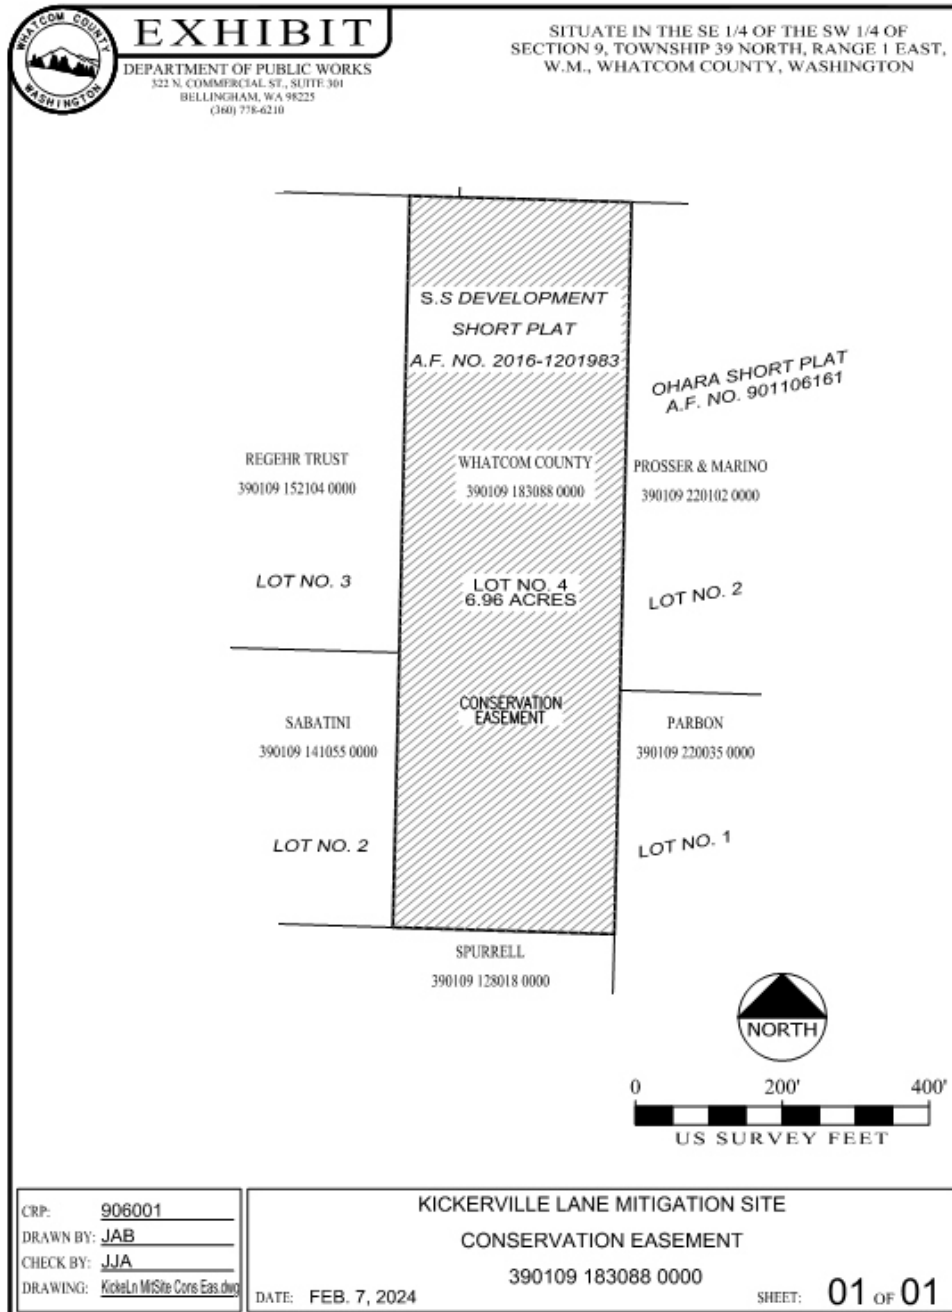 WHATCOM COUNTY
WASHINGTON
EXHIBIT
DEPARTMENT OF PUBLIC WORKS
322 N. COMMERCIAL ST., SUITE 301
BELLINGHAM, WA 98225
(360) 778-6210
SITUATE IN THE SE 1/4 OF THE SW 1/4 OF
SECTION 9, TOWNSHIP 39 NORTH, RANGE 1 EAST,
W.M., WHATCOM COUNTY, WASHINGTON
S.S DEVELOPMENT
SHORT PLAT
A.F. NO. 2016-1201983
OHARA SHORT PLAT
A.F. NO. 901106161
REGEHR TRUST
390109 152104 0000
WHATCOM COUNTY
390109 183088 0000
PROSSER & MARINO
390109 220102 0000
LOT NO. 3
LOT NO. 4
6.96 ACRES
LOT NO. 2
CONSERVATION
EASEMENT
SABATINI
390109 141055 0000
PARBON
390109 220035 0000
LOT NO. 2
LOT NO. 1
SPURRELL
390109 128018 0000
NORTH
0 200' 400'
US SURVEY FEET
CRP: 906001
DRAWN BY: JAB
CHECK BY: JJA
DRAWING: KickeLn MitSite Cons Eas.dwg
KICKERVILLE LANE MITIGATION SITE
CONSERVATION EASEMENT
390109 183088 0000
DATE: FEB. 7, 2024
SHEET: 01 OF 01